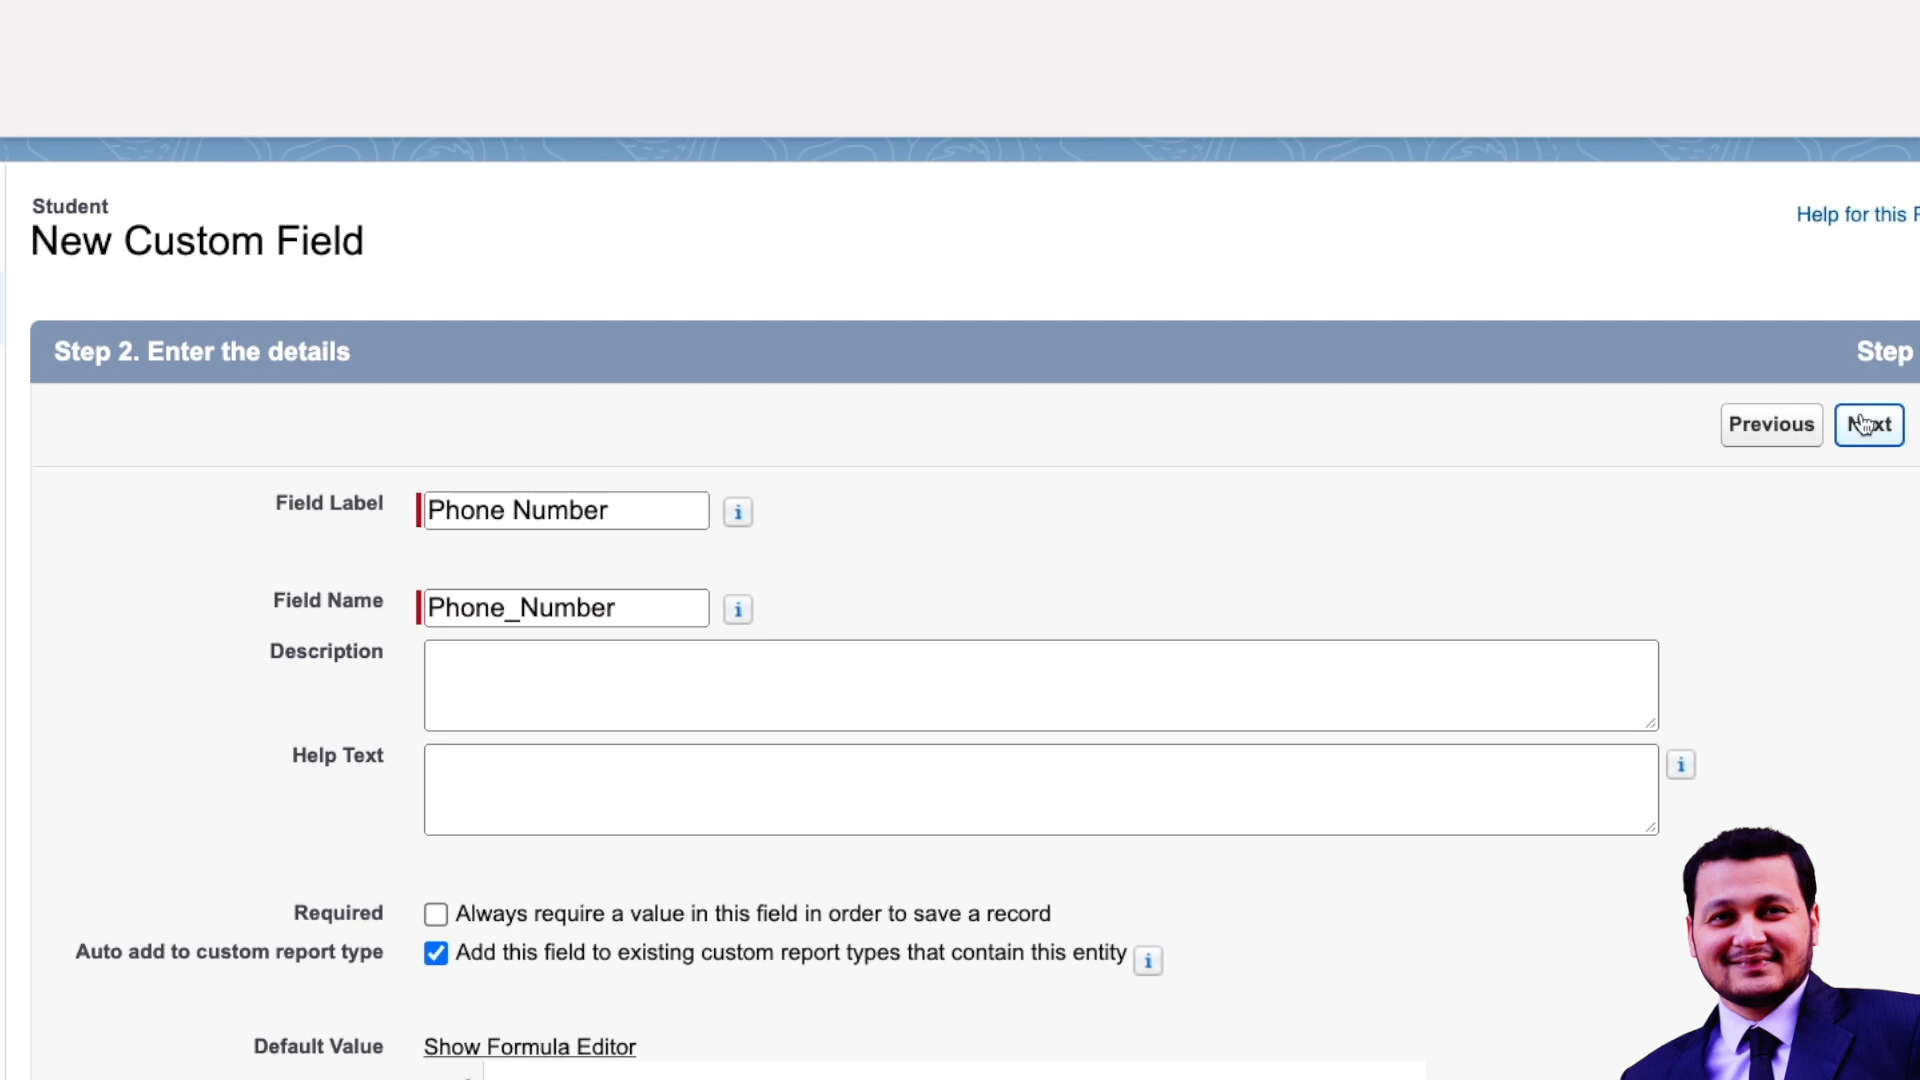 Student
New Custom Field
Help for this
Step 2. Enter the details
Step
Previous
Next
Field Label
Phone Number
i
Field Name
Phone_Number
i
Description
Help Text
i
Required
Always require a value in this field in order to save a record
Auto add to custom report type
Add this field to existing custom report types that contain this entity
i
Default Value
Show Formula Editor